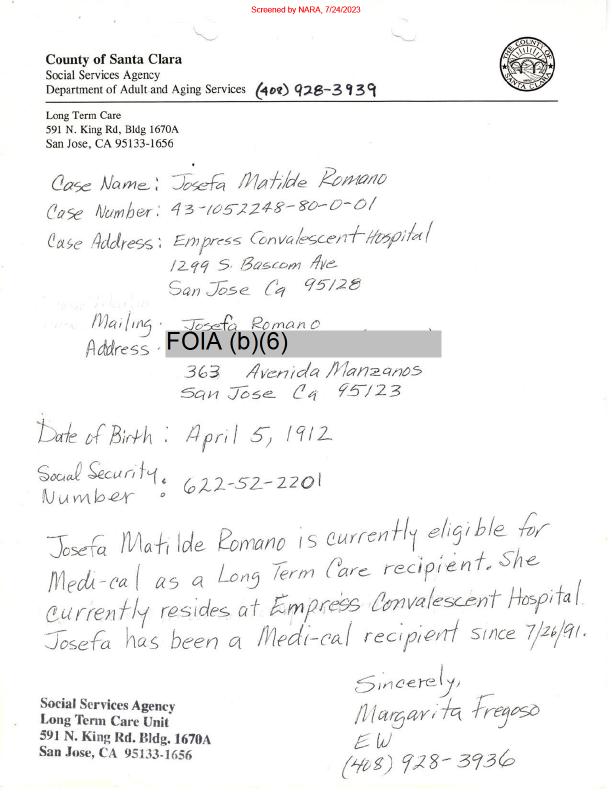 Screened by NARA, 7/24/2023
County of Santa Clara
Social Services Agency
Department of Adult and Aging Services (408) 928-3939
THE COUNTY OF SANTA CLARA
Long Term Care
591 N. King Rd, Bldg 1670A
San Jose, CA 95133-1656
Case Name: Josefa Matilde Romano
Case Number: 43-1052248-80-0-01
Case Address: Empress Convalescent Hospital
1299 S. Bascom Ave
San Jose Ca 95128
Mailing Josefa Romano
Address FOIA (b)(6)
363 Avenida Manzanos
San Jose Ca 95123
Date of Birth: April 5, 1912
Social Security
Number : 622-52-2201
Josefa Matilde Romano is currently eligible for
Medi-cal as a Long Term Care recipient. She
currently resides at Empress Convalescent Hospital.
Josefa has been a Medi-cal recipient since 7/26/91.
Sincerely,
Margarita Fregoso
EW
(408) 928-3936
Social Services Agency
Long Term Care Unit
591 N. King Rd. Bldg. 1670A
San Jose, CA 95133-1656